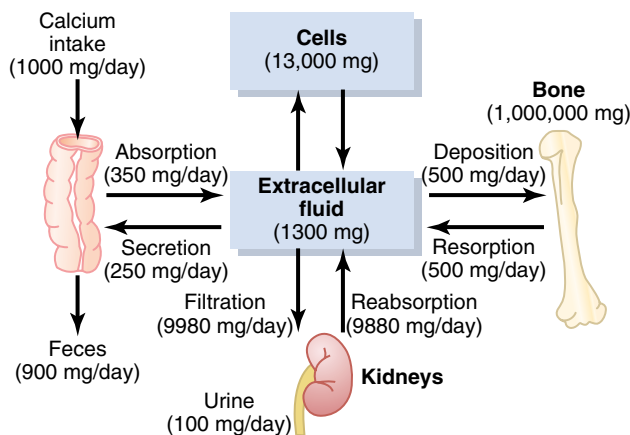 Calcium
intake
(1000 mg/day)
Cells
(13,000 mg)
Bone
(1,000,000 mg)
Absorption
(350 mg/day)
Deposition
(500 mg/day)
Extracellular
fluid
(1300 mg)
Secretion
(250 mg/day)
Resorption
(500 mg/day)
Filtration
(9980 mg/day)
Reabsorption
(9880 mg/day)
Feces
(900 mg/day)
Kidneys
Urine
(100 mg/day)